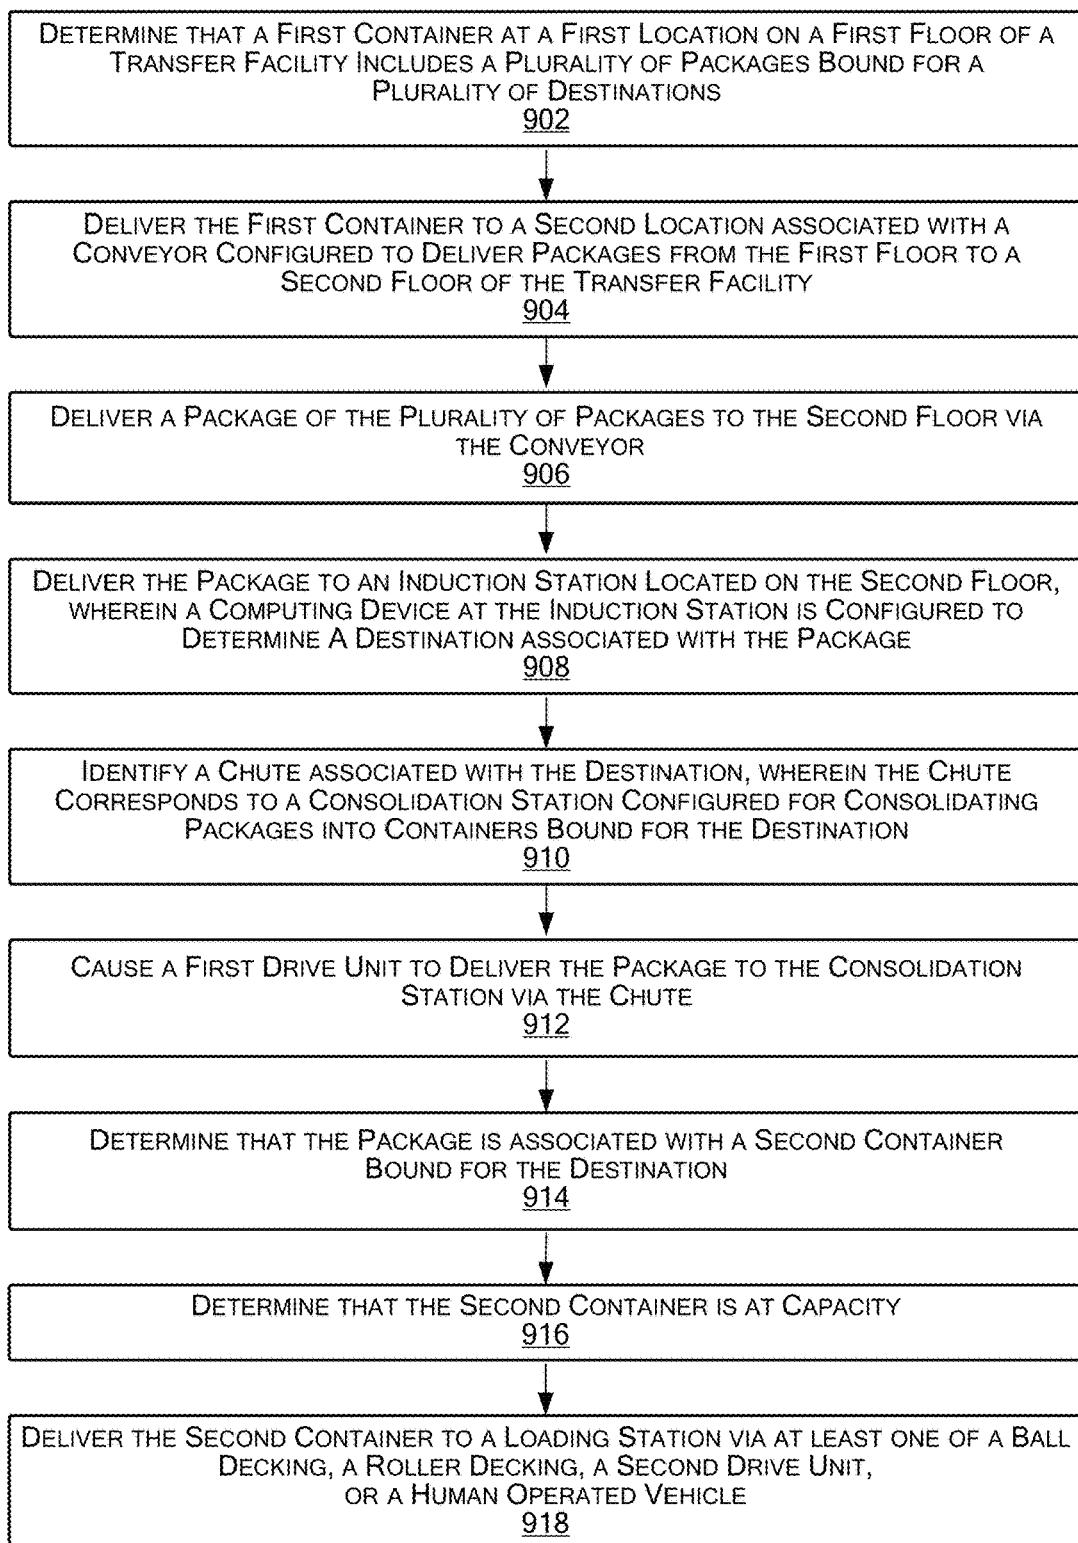 DETERMINE THAT A FIRST CONTAINER AT A FIRST LOCATION ON A FIRST FLOOR OF A
TRANSFER FACILITY INCLUDES A PLURALITY OF PACKAGES BOUND FOR A
PLURALITY OF DESTINATIONS
902
DELIVER THE FIRST CONTAINER TO A SECOND LOCATION ASSOCIATED WITH A
CONVEYOR CONFIGURED TO DELIVER PACKAGES FROM THE FIRST FLOOR TO A
SECOND FLOOR OF THE TRANSFER FACILITY
904
DELIVER A PACKAGE OF THE PLURALITY OF PACKAGES TO THE SECOND FLOOR VIA
THE CONVEYOR
906
DELIVER THE PACKAGE TO AN INDUCTION STATION LOCATED ON THE SECOND FLOOR,
WHEREIN A COMPUTING DEVICE AT THE INDUCTION STATION IS CONFIGURED TO
DETERMINE A DESTINATION ASSOCIATED WITH THE PACKAGE
908
IDENTIFY A CHUTE ASSOCIATED WITH THE DESTINATION, WHEREIN THE CHUTE
CORRESPONDS TO A CONSOLIDATION STATION CONFIGURED FOR CONSOLIDATING
PACKAGES INTO CONTAINERS BOUND FOR THE DESTINATION
910
CAUSE A FIRST DRIVE UNIT TO DELIVER THE PACKAGE TO THE CONSOLIDATION
STATION VIA THE CHUTE
912
DETERMINE THAT THE PACKAGE IS ASSOCIATED WITH A SECOND CONTAINER
BOUND FOR THE DESTINATION
914
DETERMINE THAT THE SECOND CONTAINER IS AT CAPACITY
916
DELIVER THE SECOND CONTAINER TO A LOADING STATION VIA AT LEAST ONE OF A BALL
DECKING, A ROLLER DECKING, A SECOND DRIVE UNIT,
OR A HUMAN OPERATED VEHICLE
918